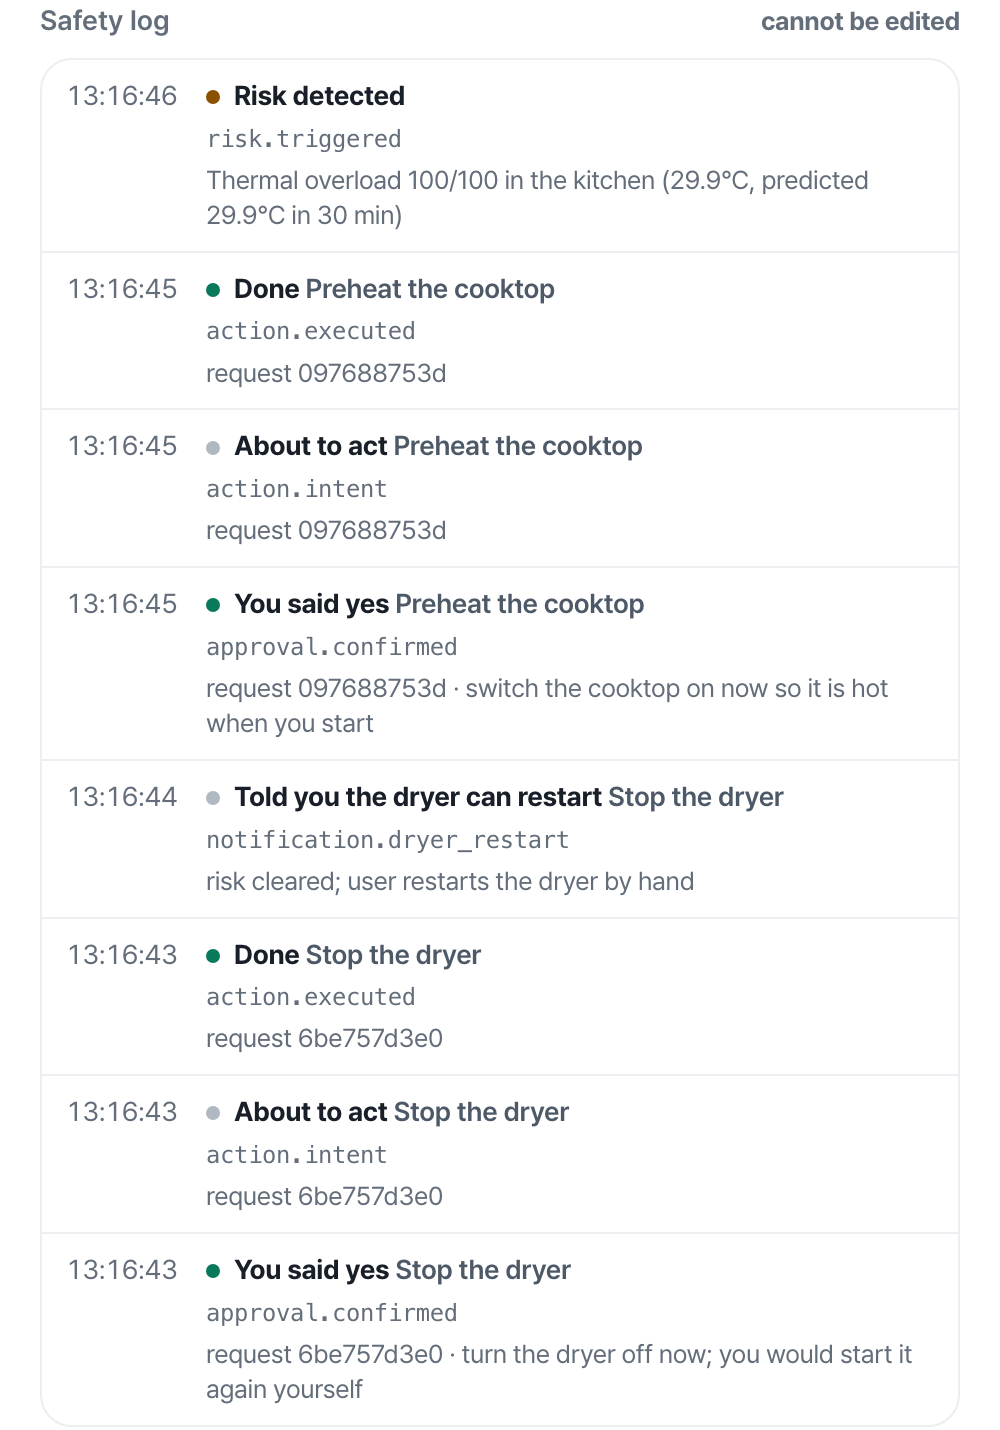 Safety log cannot be edited
13:16:46 Risk detected
risk.triggered
Thermal overload 100/100 in the kitchen (29.9°C, predicted
29.9°C in 30 min)
13:16:45 Done Preheat the cooktop
action.executed
request 097688753d
13:16:45 About to act Preheat the cooktop
action.intent
request 097688753d
13:16:45 You said yes Preheat the cooktop
approval.confirmed
request 097688753d · switch the cooktop on now so it is hot
when you start
13:16:44 Told you the dryer can restart Stop the dryer
notification.dryer_restart
risk cleared; user restarts the dryer by hand
13:16:43 Done Stop the dryer
action.executed
request 6be757d3e0
13:16:43 About to act Stop the dryer
action.intent
request 6be757d3e0
13:16:43 You said yes Stop the dryer
approval.confirmed
request 6be757d3e0 · turn the dryer off now; you would start it
again yourself